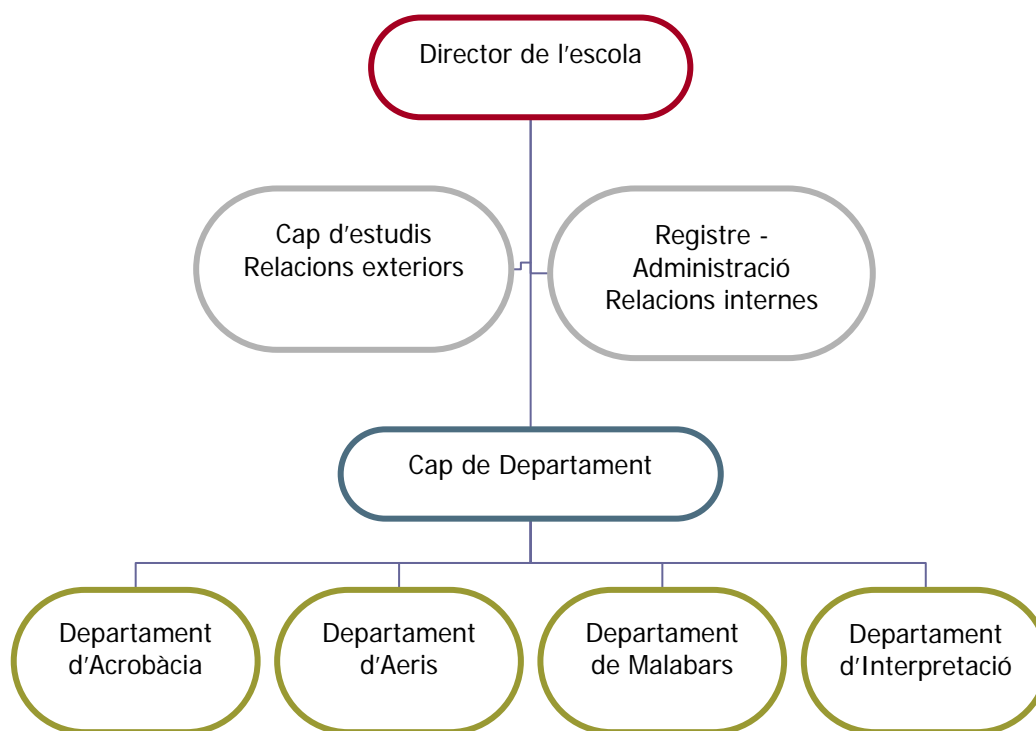 Director de l'escola
Cap d'estudis
Relacions exteriors
Registre -
Administració
Relacions internes
Cap de Departament
Departament
d'Acrobàcia
Departament
d'Aeris
Departament
de Malabars
Departament
d'Interpretació